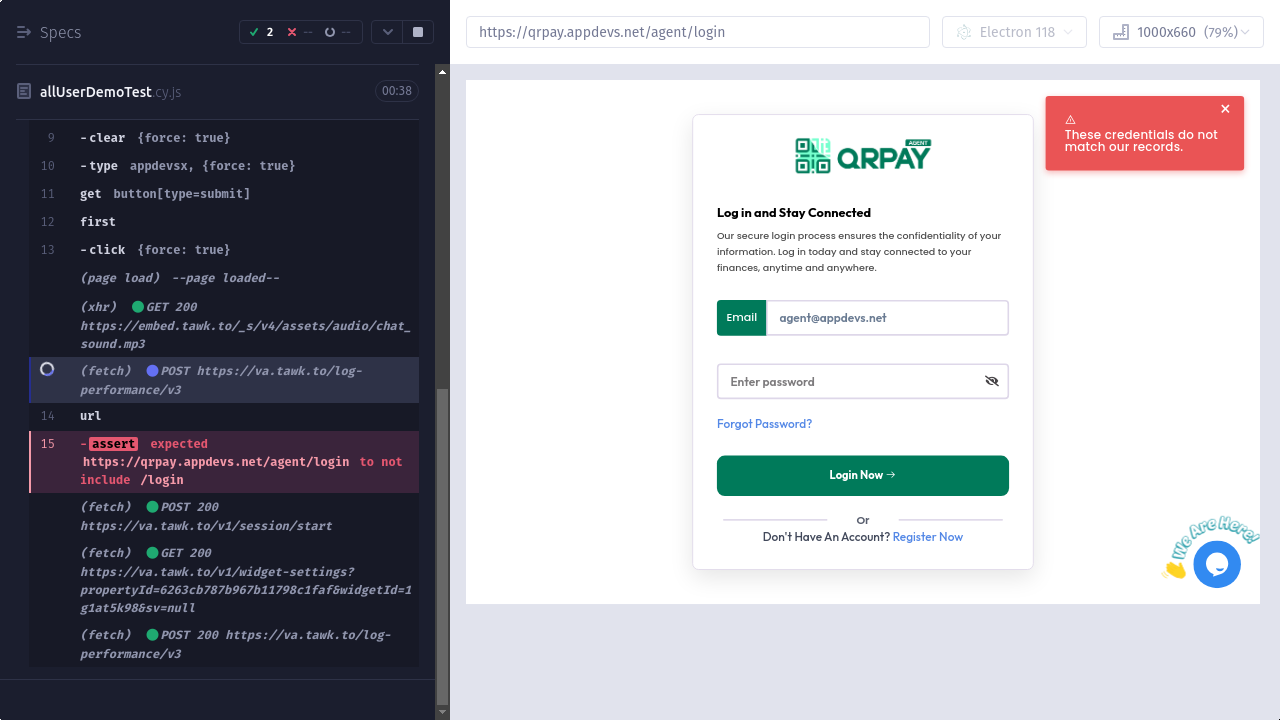 Specs
2
--
--
https://qrpay.appdevs.net/agent/login
Electron 118
1000x660 (79%)
allUserDemoTest.cy.js
00:38
9 -clear {force: true}
10 -type appdevsx, {force: true}
11 get button[type=submit]
12 first
13 -click {force: true}
(page load) --page loaded--
(xhr) GET 200
https://embed.tawk.to/_s/v4/assets/audio/chat_
sound.mp3
(fetch) POST https://va.tawk.to/log-
performance/v3
14 url
15 -assert expected
https://qrpay.appdevs.net/agent/login to not
include /login
(fetch) POST 200
https://va.tawk.to/v1/session/start
(fetch) GET 200
https://va.tawk.to/v1/widget-settings?
propertyId=6263cb787b967b11798c1faf&widgetId=1
g1at5k98&sv=null
(fetch) POST 200 https://va.tawk.to/log-
performance/v3
These credentials do not
match our records.
AGENT
QRPAY
Log in and Stay Connected
Our secure login process ensures the confidentiality of your
information. Log in today and stay connected to your
finances, anytime and anywhere.
Email
agent@appdevs.net
Enter password
Forgot Password?
Login Now →
Or
Don't Have An Account? Register Now
We Are Here!